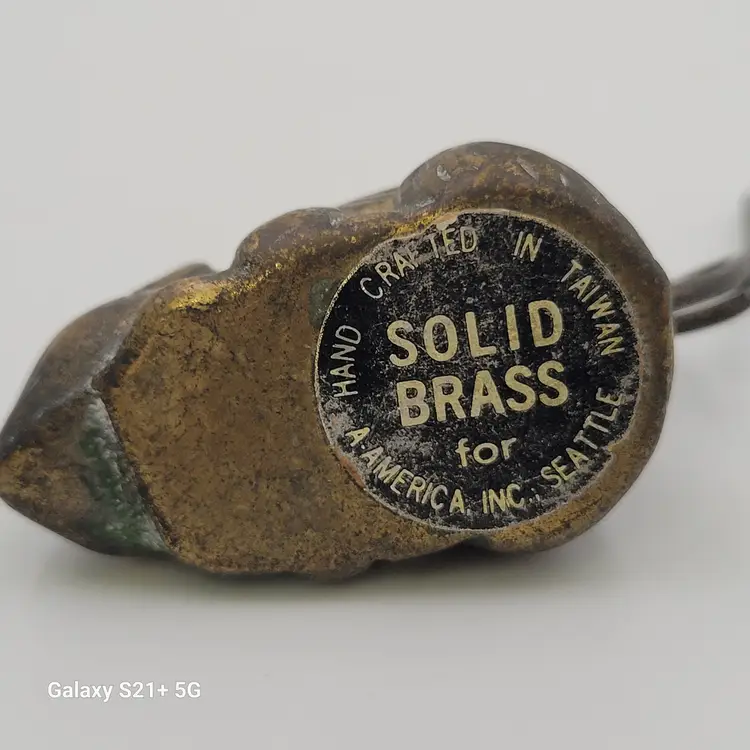 HAND CRAFTED IN TAIWAN
SOLID
BRASS
for
A-AMERICA, INC., SEATTLE
Galaxy S21+ 5G